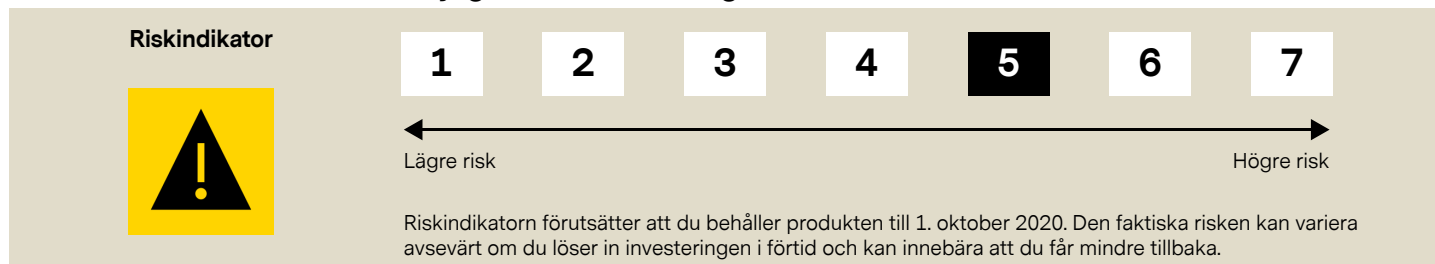 Riskindikator
1 2 3 4 5 6 7
Lägre risk Högre risk
Riskindikatorn förutsätter att du behåller produkten till 1. oktober 2020. Den faktiska risken kan variera
avsevärt om du löser in investeringen i förtid och kan innebära att du får mindre tillbaka.